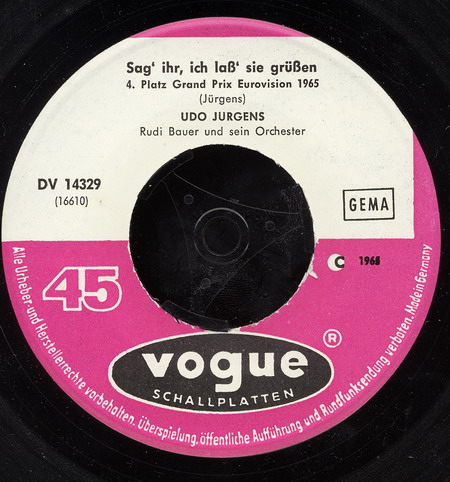 Sag' ihr, ich laß' sie grüßen
4. Platz Grand Prix Eurovision 1965
(Jürgens)
UDO JURGENS
Rudi Bauer und sein Orchester
DV 14329
(16610)
GEMA
C 1965
45
vogue ®
SCHALLPLATTEN
Alle Urheber- und Herstellerrechte vorbehalten. Überspielung, öffentliche Aufführung und Rundfunksendung verboten. Made in Germany